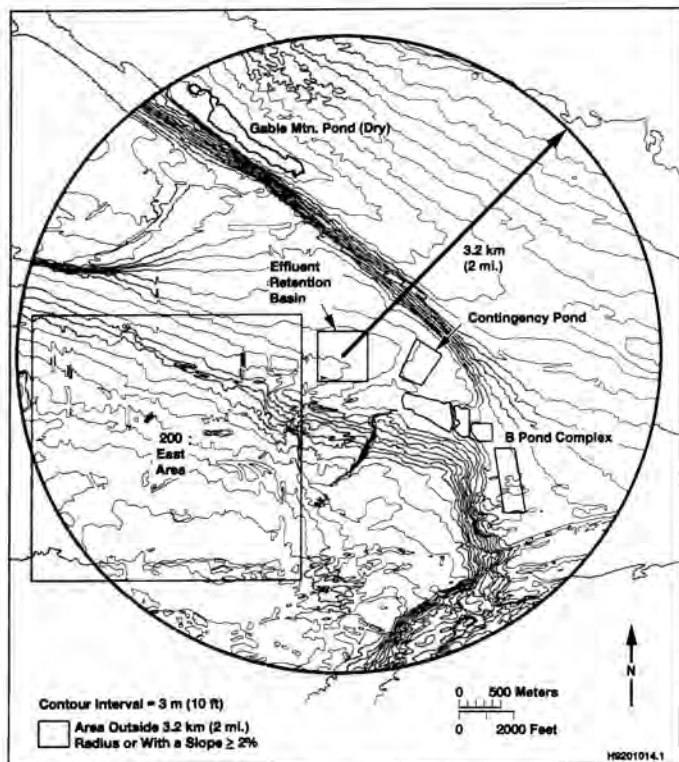 Gable Mtn. Pond (Dry)
3.2 km
(2 mi.)
Effluent
Retention
Basin
Contingency Pond
200
East
Area
B Pond Complex
N
Contour Interval = 3 m (10 ft)
0 500 Meters
0 2000 Feet
Area Outside 3.2 km (2 mi.)
Radius or With a Slope ≥ 2%
H9201014.1